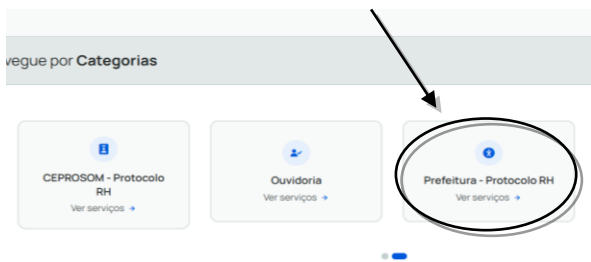 vegue por Categorias
CEPROSOM - Protocolo
RH
Ver serviços →
Ouvidoria
Ver serviços →
Prefeitura - Protocolo RH
Ver serviços →